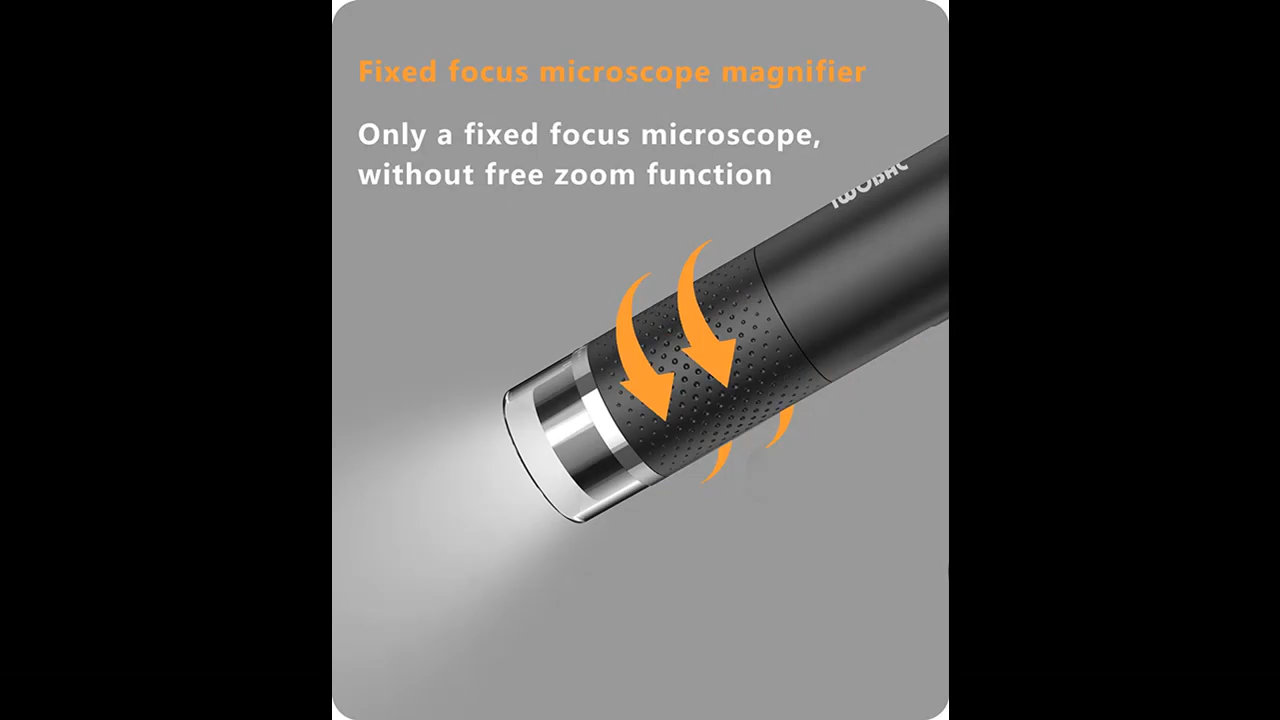 Fixed focus microscope magnifier
Only a fixed focus microscope,
without free zoom function